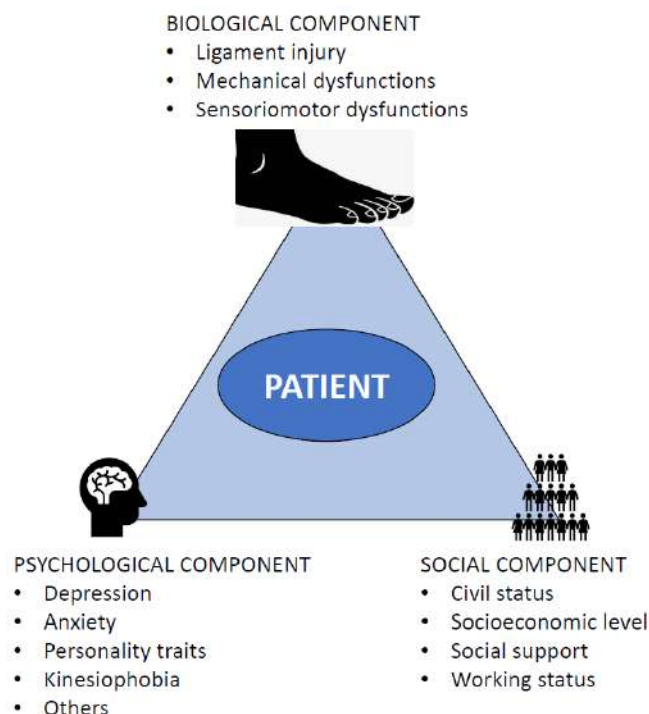 BIOLOGICAL COMPONENT
• Ligament injury
• Mechanical dysfunctions
• Sensoriomotor dysfunctions
PATIENT
PSYCHOLOGICAL COMPONENT
• Depression
• Anxiety
• Personality traits
• Kinesiophobia
• Others
SOCIAL COMPONENT
• Civil status
• Socioeconomic level
• Social support
• Working status